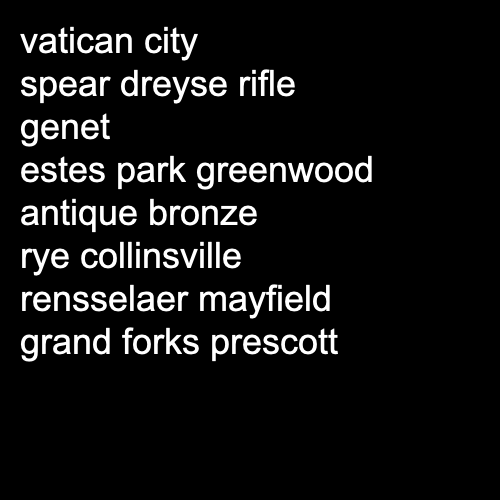 vatican city
spear dreyse rifle
genet
estes park greenwood
antique bronze
rye collinsville
rensselaer mayfield
grand forks prescott